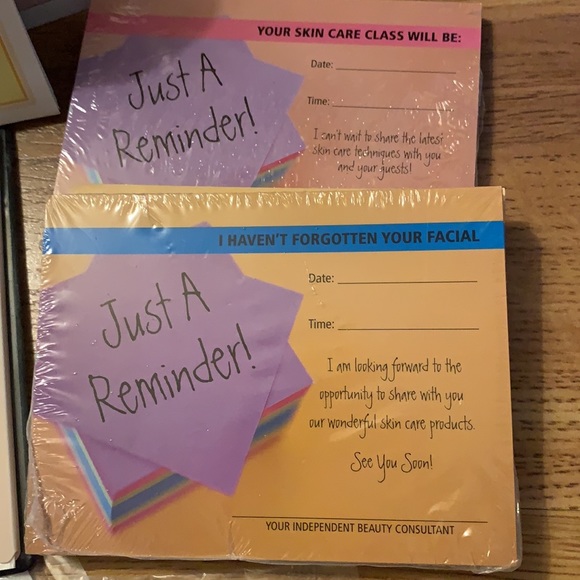 YOUR SKIN CARE CLASS WILL BE:
Just A
Reminder!
Date:
Time:
I can't wait to share the latest
skin care techniques with you
and your guests!
I HAVEN'T FORGOTTEN YOUR FACIAL
Just A
Reminder!
Date:
Time:
I am looking forward to the
opportunity to share with you
our wonderful skin care products.
See You Soon!
YOUR INDEPENDENT BEAUTY CONSULTANT